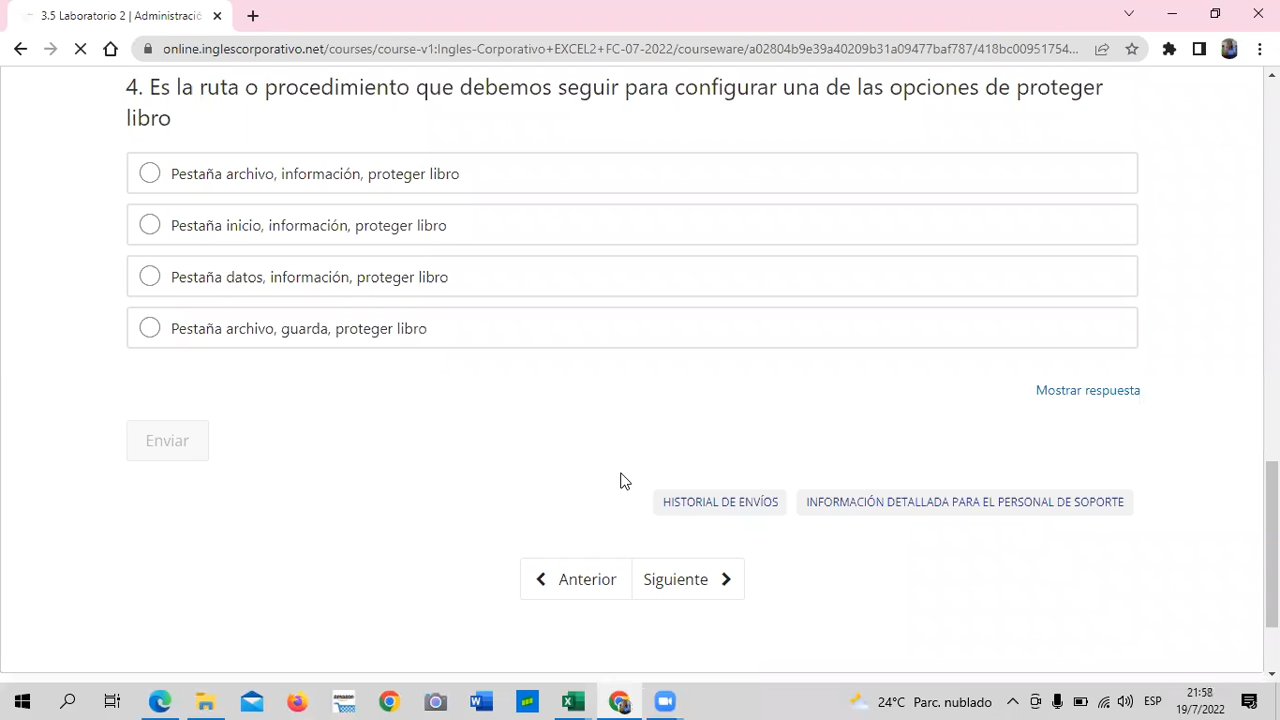 3.5 Laboratorio 2 | Administració
online.inglescorporativo.net/courses/course-v1:Ingles-Corporativo+EXCEL2+FC-07-2022/courseware/a02804b9e39a40209b31a09477baf787/418bc00951754...
4. Es la ruta o procedimiento que debemos seguir para configurar una de las opciones de proteger
libro
Pestaña archivo, información, proteger libro
Pestaña inicio, información, proteger libro
Pestaña datos, información, proteger libro
Pestaña archivo, guarda, proteger libro
Mostrar respuesta
Enviar
HISTORIAL DE ENVÍOS
INFORMACIÓN DETALLADA PARA EL PERSONAL DE SOPORTE
Anterior
Siguiente
24°C Parc. nublado
ESP
21:58
19/7/2022